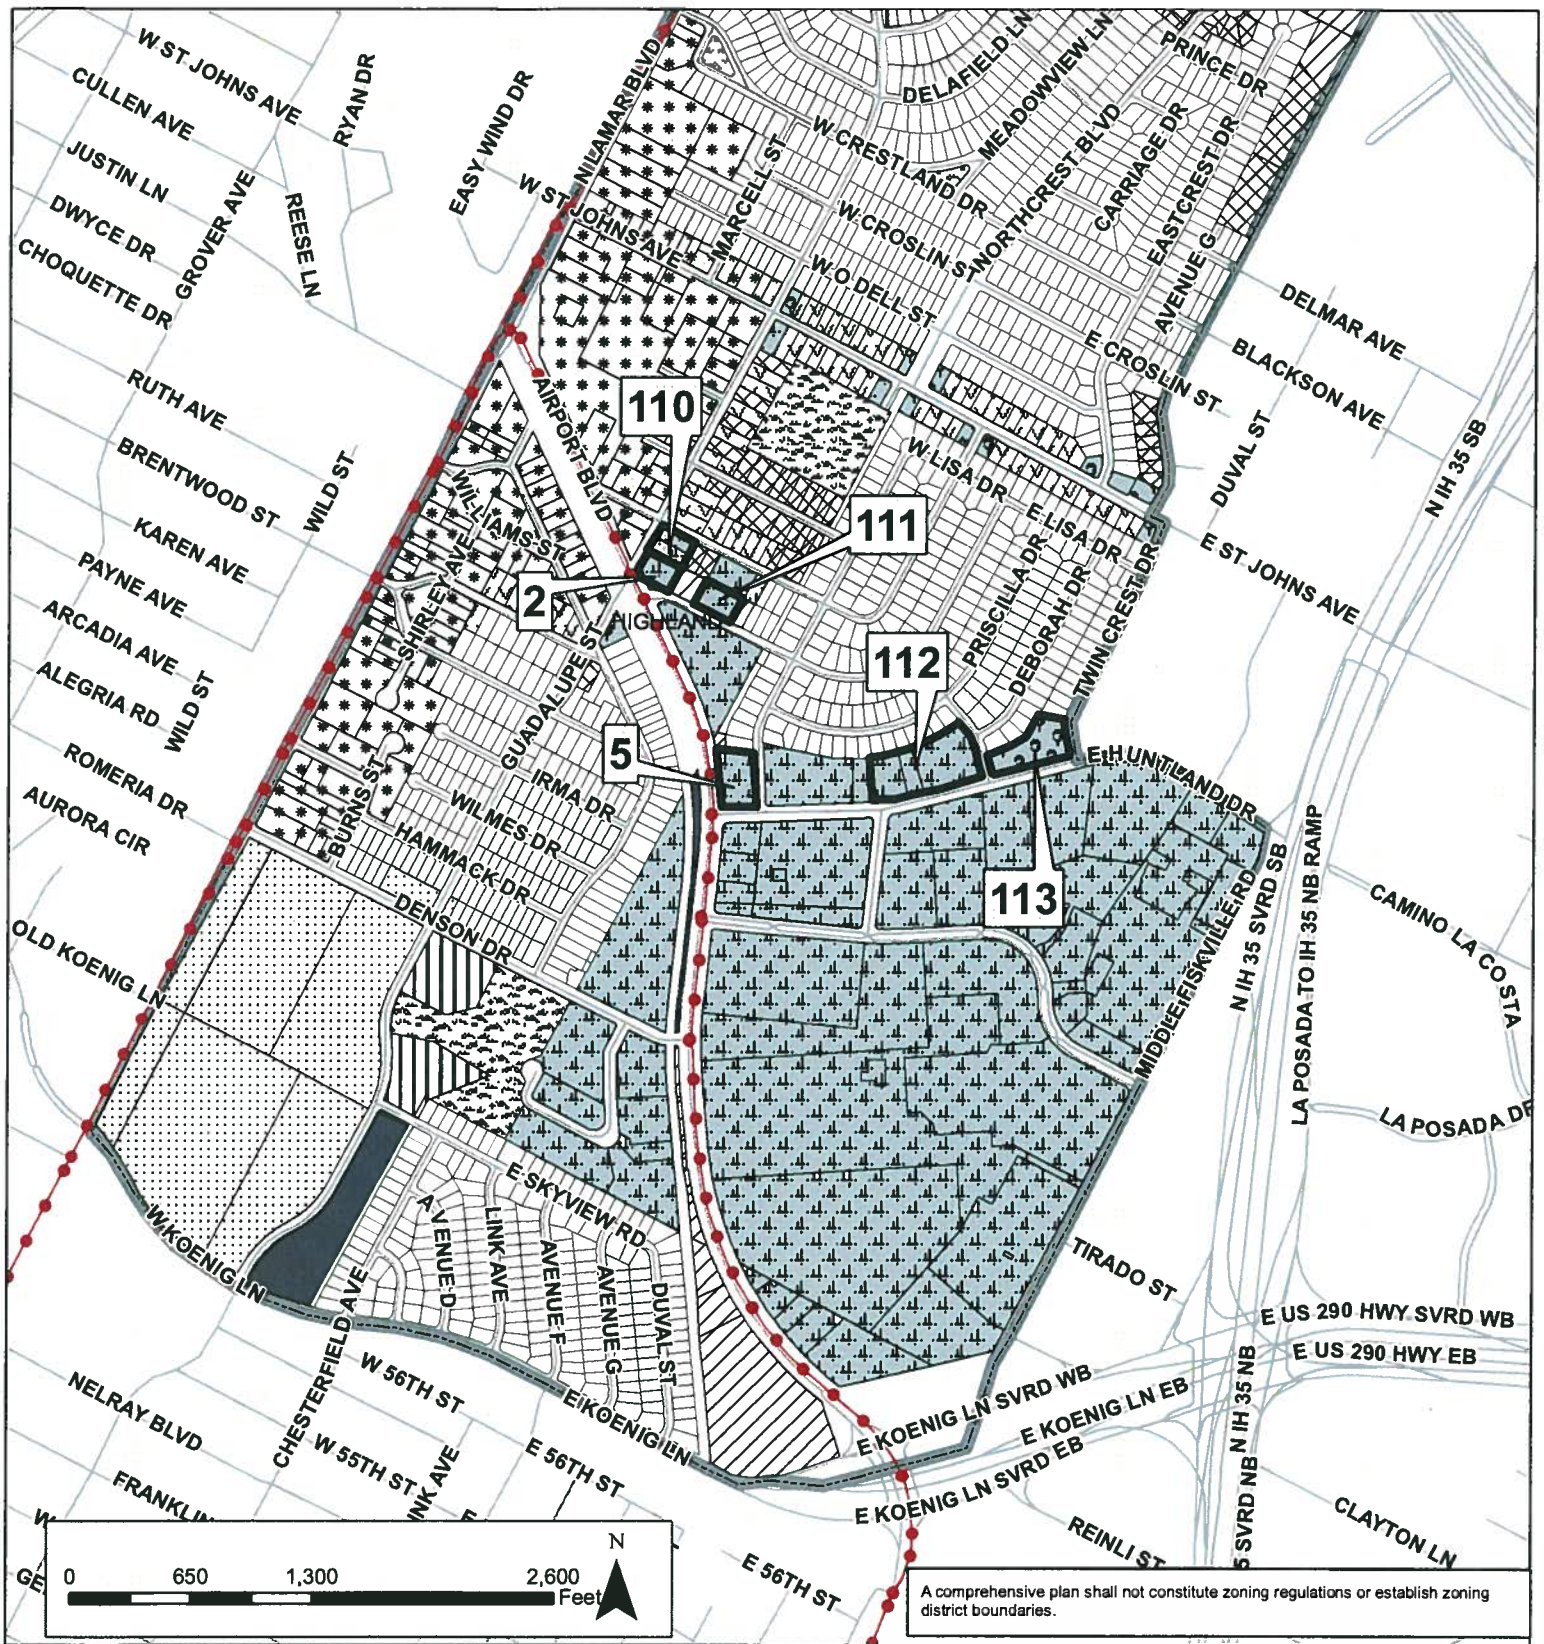 W ST JOHNS AVE
CULLEN AVE
RYAN DR
JUSTIN LN
EASY WIND DR
DWYCE DR
GROVER AVE
REESE LN
CHOQUETTE DR
N LAMAR BLVD
W ST JOHNS AVE
MARCELL ST
DELAFIELD LN
MEADOWVIEW LN
PRINCE DR
W CRESTLAND DR
NORTHCREST BLVD
CARRIAGE DR
EASTCREST DR
W CROSLIN ST
W O DELL ST
AVENUE G
DELMAR AVE
E CROSLIN ST
BLACKSON AVE
RUTH AVE
AIRPORT BLVD
110
BRENTWOOD ST
WILD ST
WILLIAMS ST
W LISA DR
DUVAL ST
N IH 35 SB
KAREN AVE
111
E LISA DR
E ST JOHNS AVE
PAYNE AVE
SHIRLEY AVE
2
HIGHLAND
PRISCILLA DR
DEBORAH DR
TWIN CREST DR
ARCADIA AVE
GUADALUPE ST
112
ALEGRIA RD
WILD ST
5
E HUNTLAND DR
ROMERIA DR
BURNS ST
IRMA DR
WILMES DR
AURORA CIR
HAMMACK DR
113
DENSON DR
MIDDLE FISKVILLE RD
N IH 35 SVRD SB
LA POSADA TO IH 35 NB RAMP
CAMINO LA COSTA
OLD KOENIG LN
LA POSADA DR
E SKYVIEW RD
W KOENIG LN
AVENUE D
LINK AVE
AVENUE F
AVENUE G
DUVAL ST
TIRADO ST
E US 290 HWY SVRD WB
E US 290 HWY EB
CHESTERFIELD AVE
W 56TH ST
NELRAY BLVD
E KOENIG LN
E KOENIG LN SVRD WB
E KOENIG LN EB
E KOENIG LN SVRD EB
N IH 35 NB
W 55TH ST
E 56TH ST
FRANKLIN
INK AVE
5 SVRD NB
CLAYTON LN
REINLI ST
E 56TH ST
W
E
GE
N
0 650 1,300 2,600
Feet
A comprehensive plan shall not constitute zoning regulations or establish zoning
district boundaries.